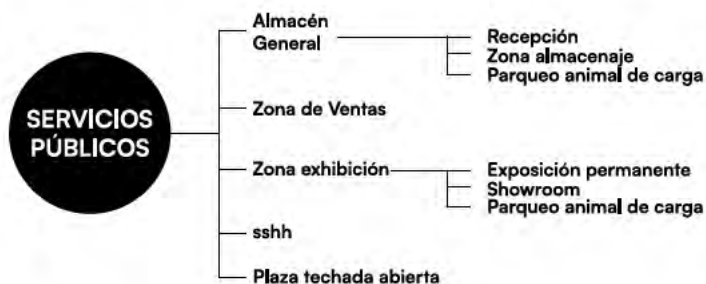 SERVICIOS
PÚBLICOS
Almacén
General
Recepción
Zona almacenaje
Parqueo animal de carga
Zona de Ventas
Zona exhibición
Exposición permanente
Showroom
Parqueo animal de carga
sshh
Plaza techada abierta